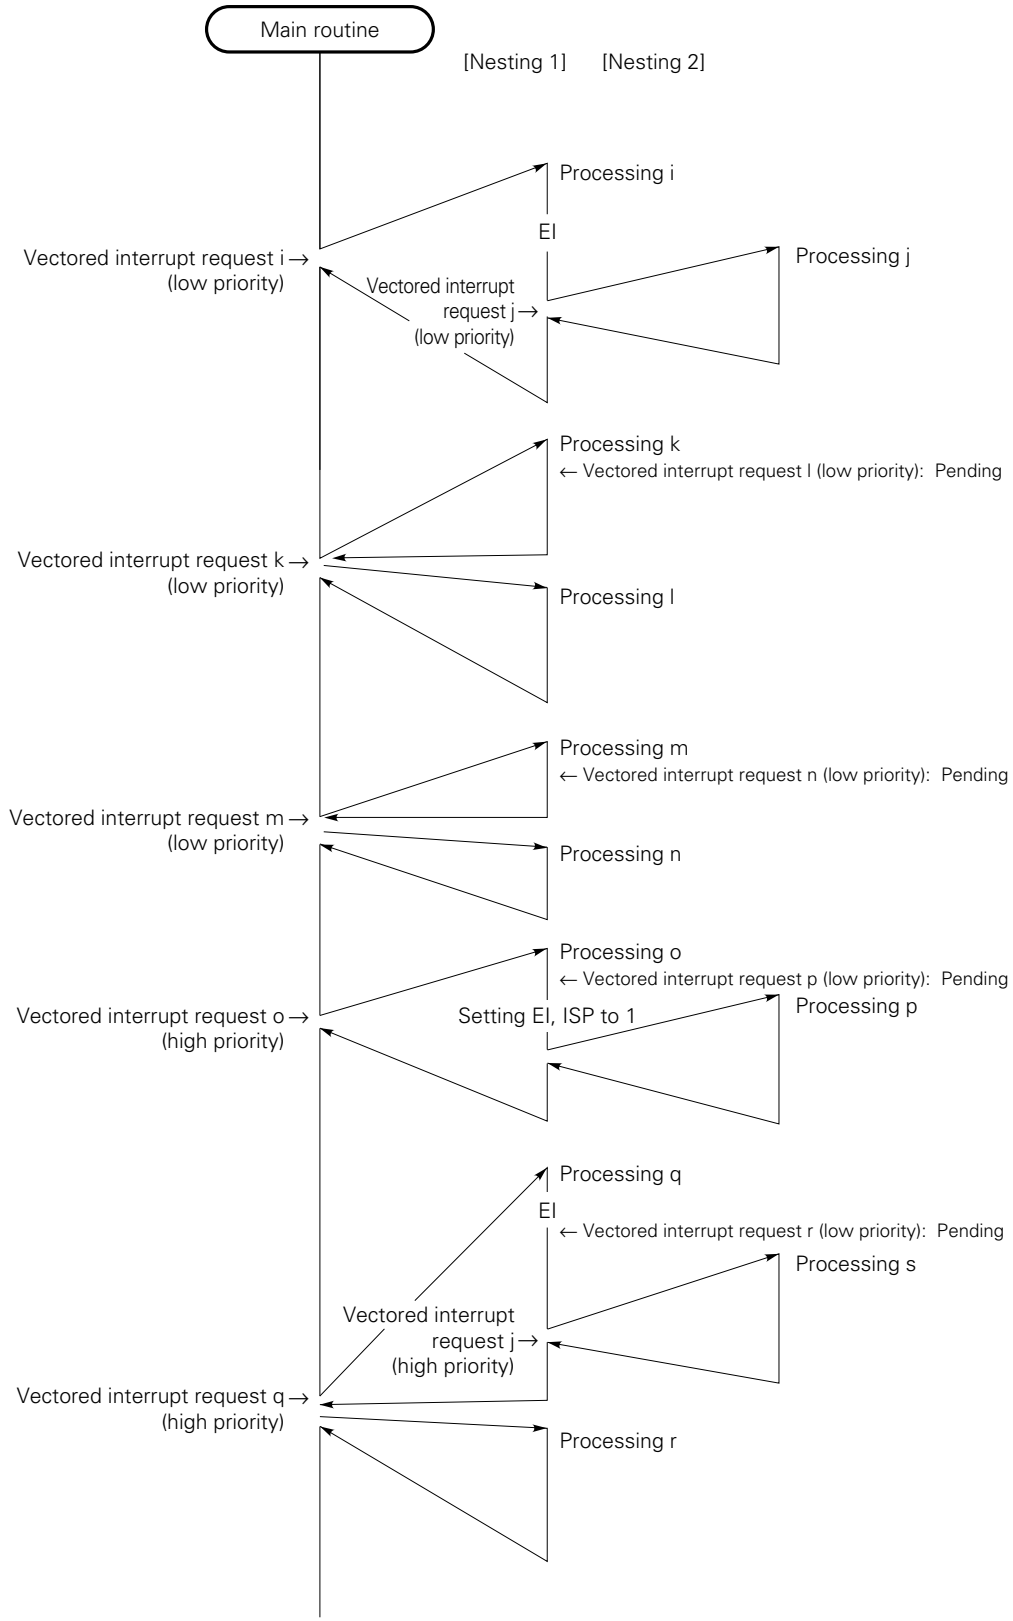 Main routine
[Nesting 1] [Nesting 2]
Processing i
EI
Vectored interrupt request i →
(low priority)
Processing j
Vectored interrupt
request j →
(low priority)
Processing k
← Vectored interrupt request l (low priority): Pending
Vectored interrupt request k →
(low priority)
Processing l
Processing m
← Vectored interrupt request n (low priority): Pending
Vectored interrupt request m →
(low priority)
Processing n
Processing o
← Vectored interrupt request p (low priority): Pending
Processing p
Vectored interrupt request o →
(high priority)
Setting EI, ISP to 1
Processing q
EI
← Vectored interrupt request r (low priority): Pending
Processing s
Vectored interrupt
request j →
(high priority)
Vectored interrupt request q →
(high priority)
Processing r